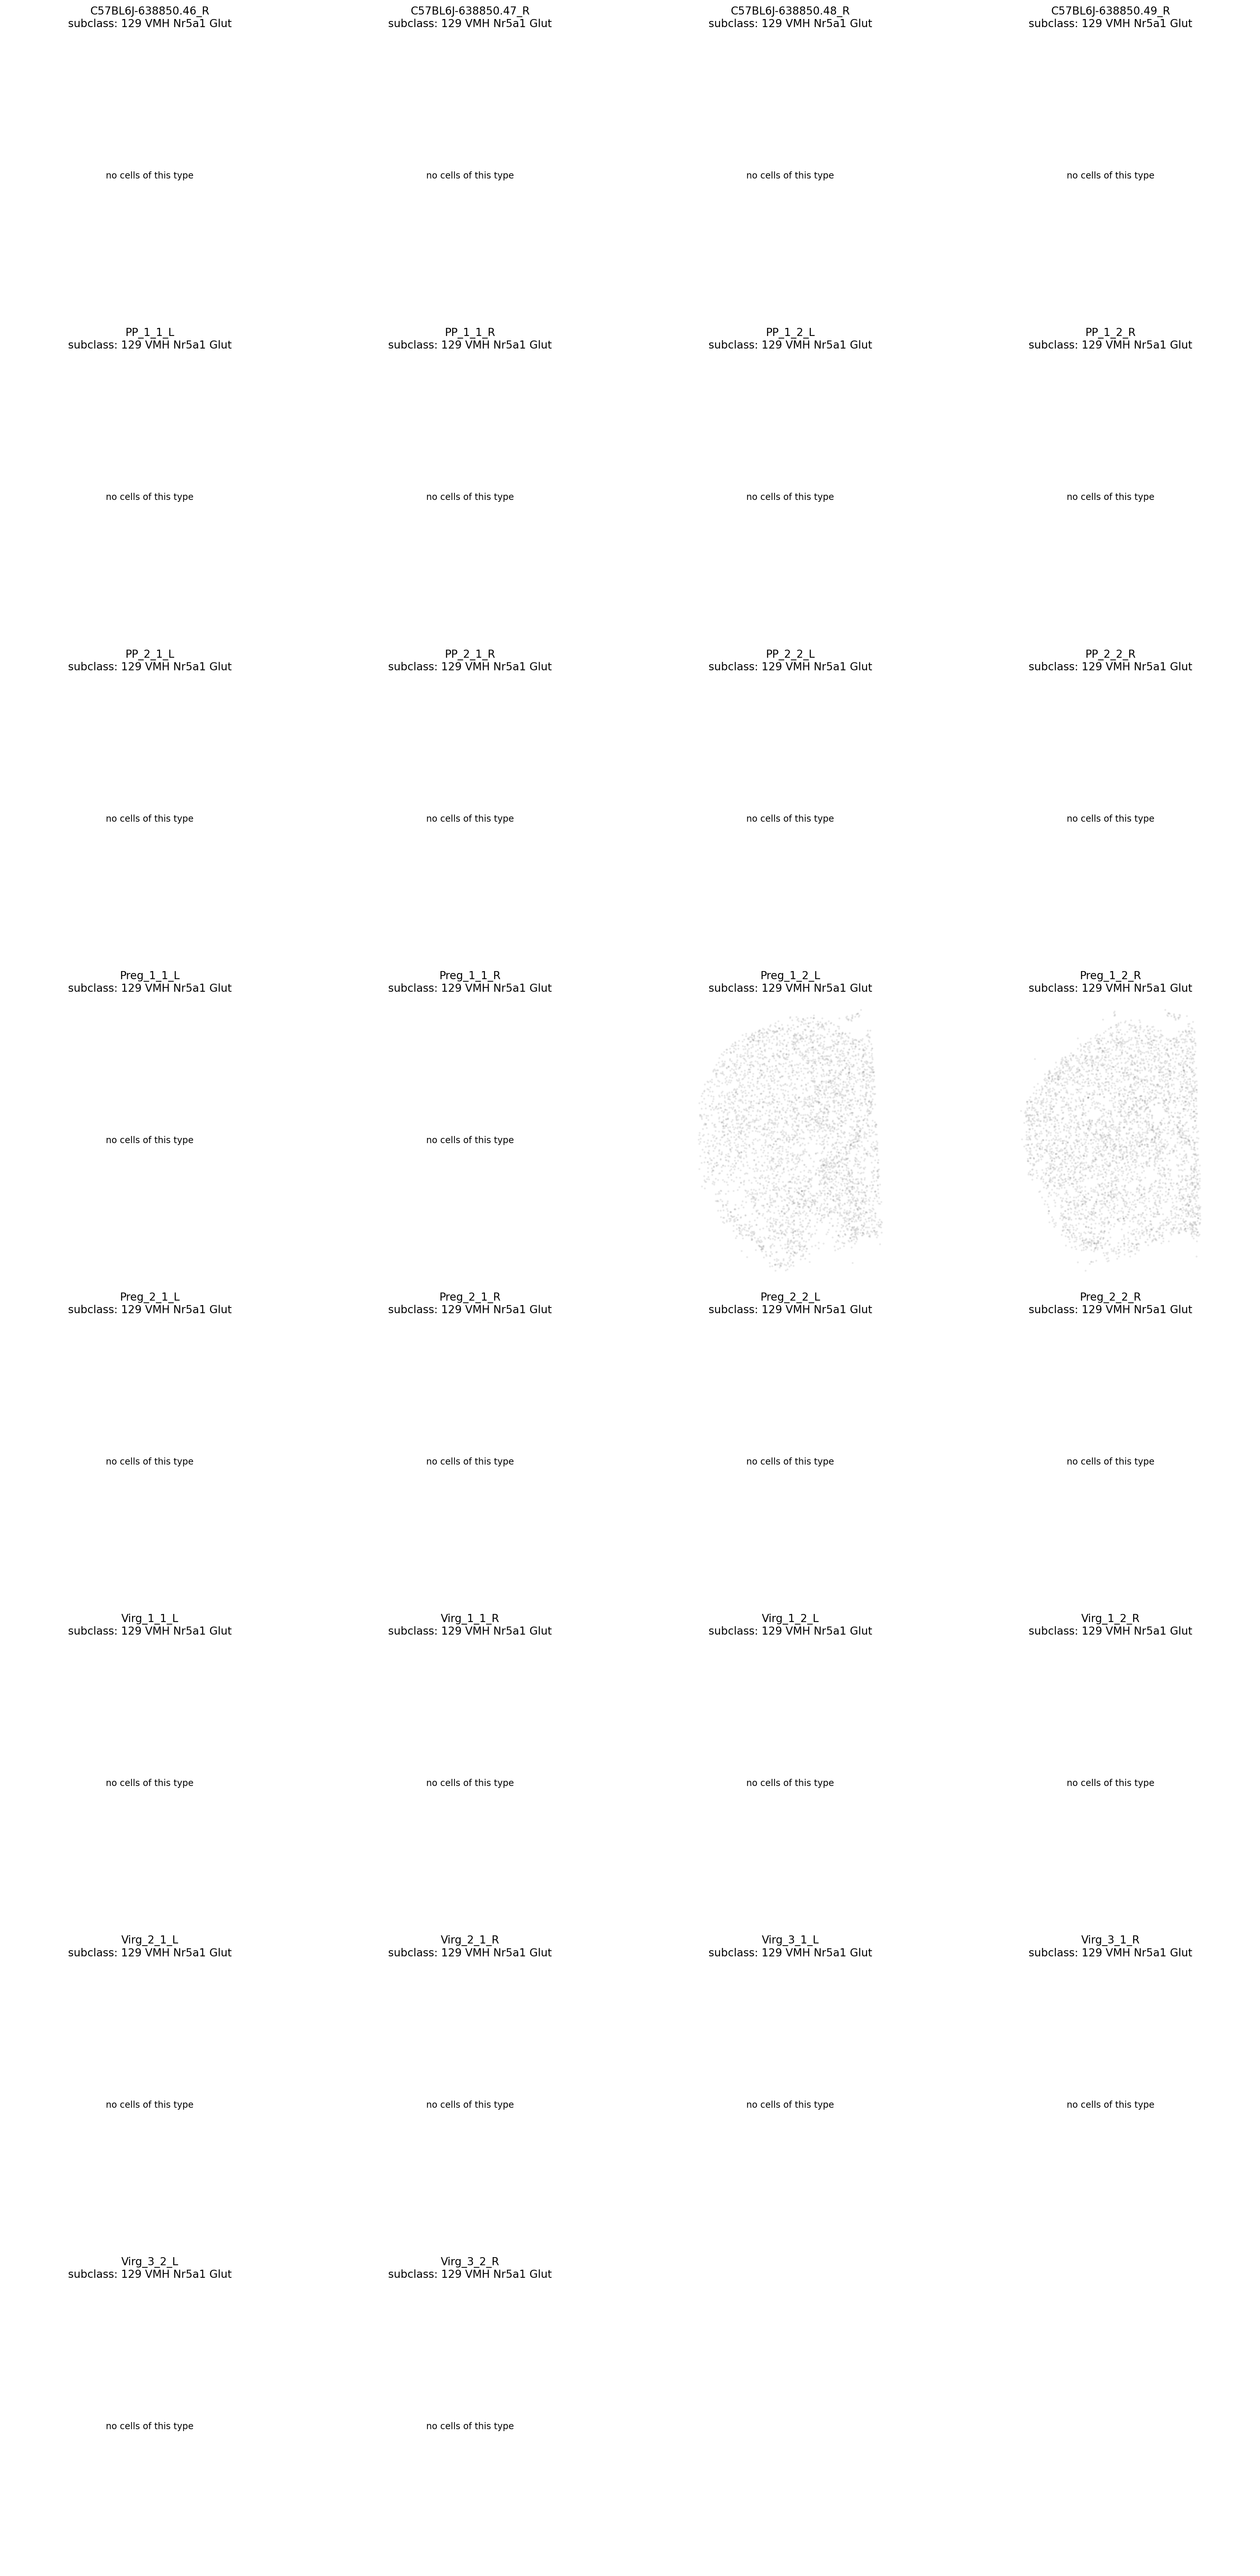 C57BL6J-638850.46_R
subclass: 129 VMH Nr5a1 Glut
C57BL6J-638850.47_R
subclass: 129 VMH Nr5a1 Glut
C57BL6J-638850.48_R
subclass: 129 VMH Nr5a1 Glut
C57BL6J-638850.49_R
subclass: 129 VMH Nr5a1 Glut
no cells of this type
no cells of this type
no cells of this type
no cells of this type
PP_1_1_L
subclass: 129 VMH Nr5a1 Glut
PP_1_1_R
subclass: 129 VMH Nr5a1 Glut
PP_1_2_L
subclass: 129 VMH Nr5a1 Glut
PP_1_2_R
subclass: 129 VMH Nr5a1 Glut
no cells of this type
no cells of this type
no cells of this type
no cells of this type
PP_2_1_L
subclass: 129 VMH Nr5a1 Glut
PP_2_1_R
subclass: 129 VMH Nr5a1 Glut
PP_2_2_L
subclass: 129 VMH Nr5a1 Glut
PP_2_2_R
subclass: 129 VMH Nr5a1 Glut
no cells of this type
no cells of this type
no cells of this type
no cells of this type
Preg_1_1_L
subclass: 129 VMH Nr5a1 Glut
Preg_1_1_R
subclass: 129 VMH Nr5a1 Glut
Preg_1_2_L
subclass: 129 VMH Nr5a1 Glut
Preg_1_2_R
subclass: 129 VMH Nr5a1 Glut
no cells of this type
no cells of this type
Preg_2_1_L
subclass: 129 VMH Nr5a1 Glut
Preg_2_1_R
subclass: 129 VMH Nr5a1 Glut
Preg_2_2_L
subclass: 129 VMH Nr5a1 Glut
Preg_2_2_R
subclass: 129 VMH Nr5a1 Glut
no cells of this type
no cells of this type
no cells of this type
no cells of this type
Virg_1_1_L
subclass: 129 VMH Nr5a1 Glut
Virg_1_1_R
subclass: 129 VMH Nr5a1 Glut
Virg_1_2_L
subclass: 129 VMH Nr5a1 Glut
Virg_1_2_R
subclass: 129 VMH Nr5a1 Glut
no cells of this type
no cells of this type
no cells of this type
no cells of this type
Virg_2_1_L
subclass: 129 VMH Nr5a1 Glut
Virg_2_1_R
subclass: 129 VMH Nr5a1 Glut
Virg_3_1_L
subclass: 129 VMH Nr5a1 Glut
Virg_3_1_R
subclass: 129 VMH Nr5a1 Glut
no cells of this type
no cells of this type
no cells of this type
no cells of this type
Virg_3_2_L
subclass: 129 VMH Nr5a1 Glut
Virg_3_2_R
subclass: 129 VMH Nr5a1 Glut
no cells of this type
no cells of this type